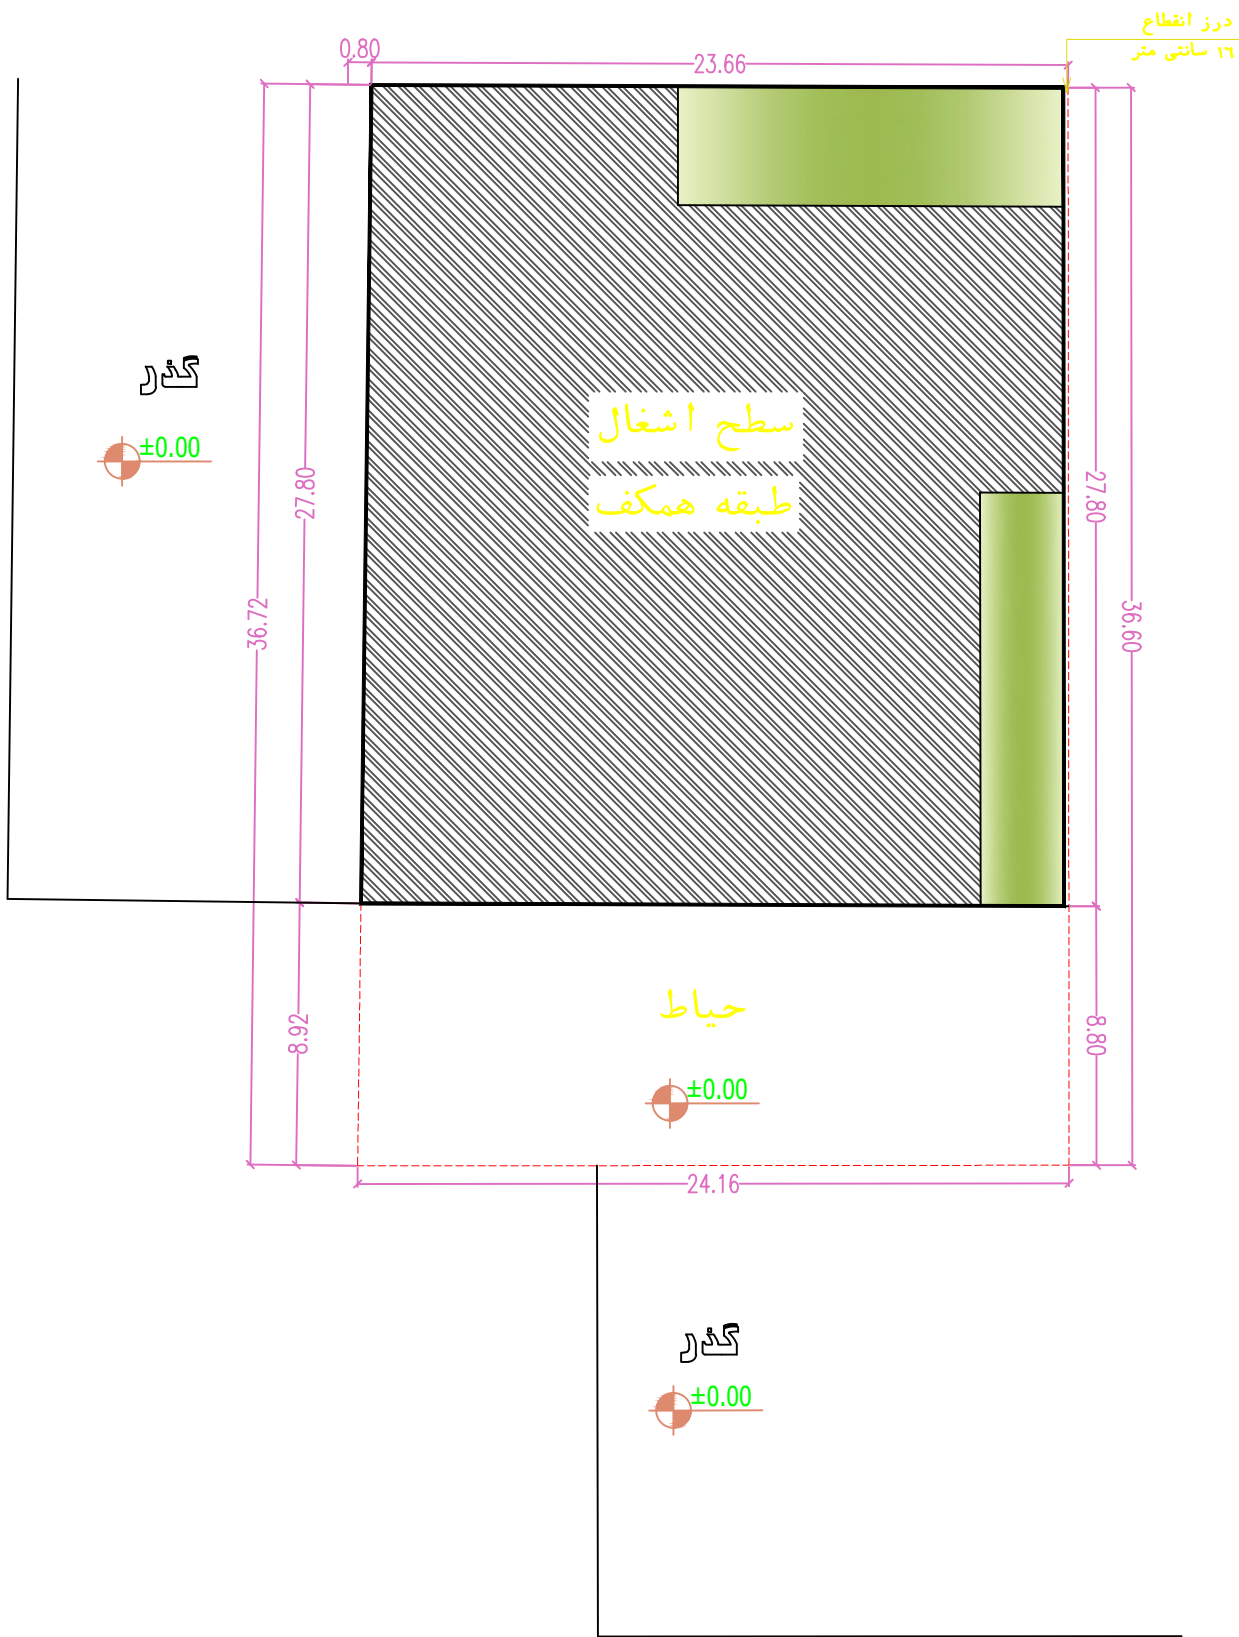 درز انقطاع
١٦ سانتی متر
0.80
23.66
گذر
±0.00
سطح اشغال
طبقه همکف
27.80
27.80
36.72
36.60
حیاط
±0.00
8.92
8.80
24.16
گذر
±0.00